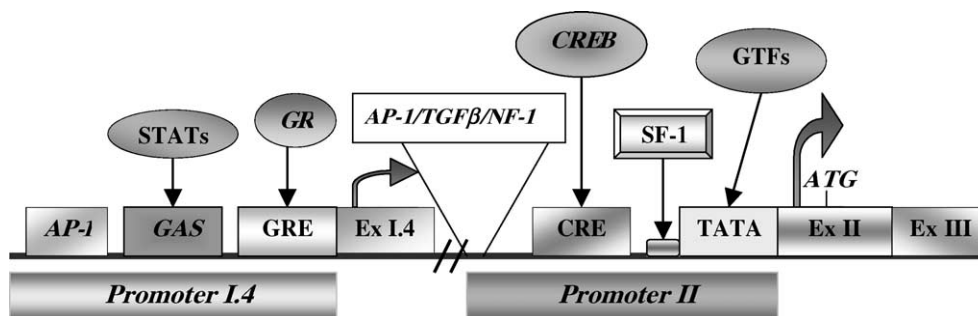 CREB
GTFs
STATs
GR
AP-1/TGFβ/NF-1
SF-1
ATG
AP-1
GAS
GRE
Ex I.4
CRE
TATA
Ex II
Ex III
Promoter I.4
Promoter II